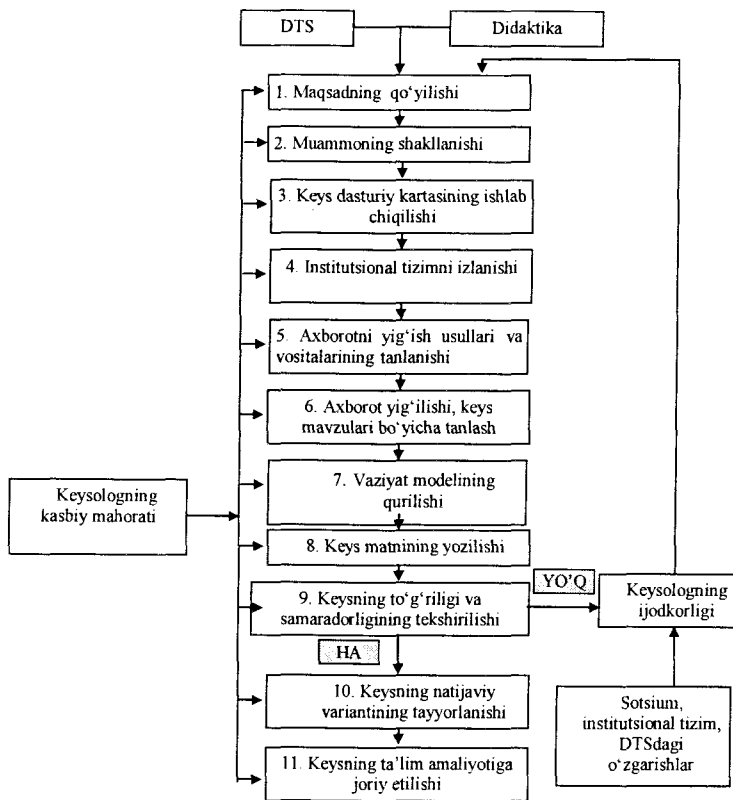 DTS
Didaktika
1. Maqsadning qo‘yilishi
2. Muammoning shakllanishi
3. Keys dasturiy kartasining ishlab
chiqilishi
4. Institutsional tizimni izlanishi
5. Axborotni yig‘ish usullari va
vositalarining tanlanishi
6. Axborot yig‘ilishi, keys
mavzulari bo‘yicha tanlash
Keysologning
kasbiy mahorati
7. Vaziyat modelining
qurilishi
8. Keys matnining yozilishi
9. Keysning to‘g‘riligi va
samaradorligining tekshirilishi
YO’Q
Keysologning
ijodkorligi
HA
10. Keysning natijaviy
variantining tayyorlanishi
Sotsium,
institutsional tizim,
DTSdagi
o‘zgarishlar
11. Keysning ta’lim amaliyotiga
joriy etilishi